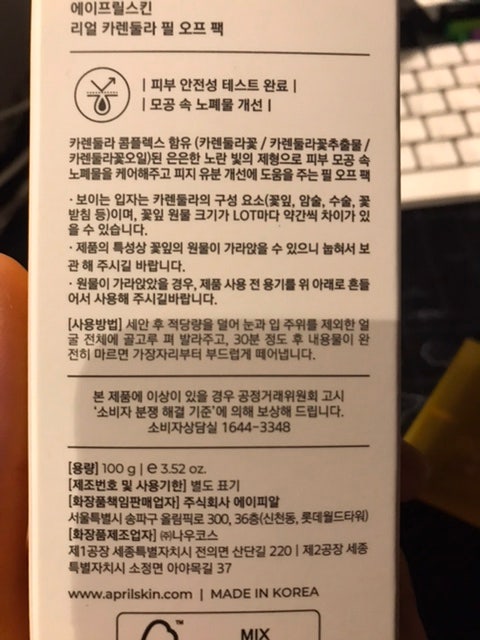 에이프릴스킨
리얼 카렌둘라 필 오프 팩
| 피부 안전성 테스트 완료 |
| 모공 속 노폐물 개선 |
카렌둘라 콤플렉스 함유 (카렌둘라꽃 / 카렌둘라꽃추출물 /
카렌둘라꽃오일)된 은은한 노란 빛의 제형으로 피부 모공 속
노폐물을 케어해주고 피지 유분 개선에 도움을 주는 필 오프 팩
· 보이는 입자는 카렌둘라의 구성 요소(꽃잎, 암술, 수술, 꽃
받침 등)이며, 꽃잎 원물 크기가 LOT마다 약간씩 차이가 있
을 수 있습니다.
· 제품의 특성상 꽃잎의 원물이 가라앉을 수 있으니 눕혀서 보
관 해 주시길 바랍니다.
· 원물이 가라앉았을 경우, 제품 사용 전 용기를 위 아래로 흔들
어서 사용해 주시길바랍니다.
[사용방법] 세안 후 적당량을 덜어 눈과 입 주위를 제외한 얼
굴 전체에 골고루 펴 발라주고, 30분 정도 후 내용물이 완
전히 마르면 가장자리부터 부드럽게 떼어냅니다.
본 제품에 이상이 있을 경우 공정거래위원회 고시
'소비자 분쟁 해결 기준'에 의해 보상해 드립니다.
소비자상담실 1644-3348
[용량] 100 g | e 3.52 oz.
[제조번호 및 사용기한] 별도 표기
[화장품책임판매업자] 주식회사 에이피알
서울특별시 송파구 올림픽로 300, 36층(신천동, 롯데월드타워)
[화장품제조업자] ㈜나우코스
제1공장 세종특별자치시 전의면 산단길 220 | 제2공장 세종
특별자치시 소정면 아야목길 37
www.aprilskin.com | MADE IN KOREA
TM
MIX